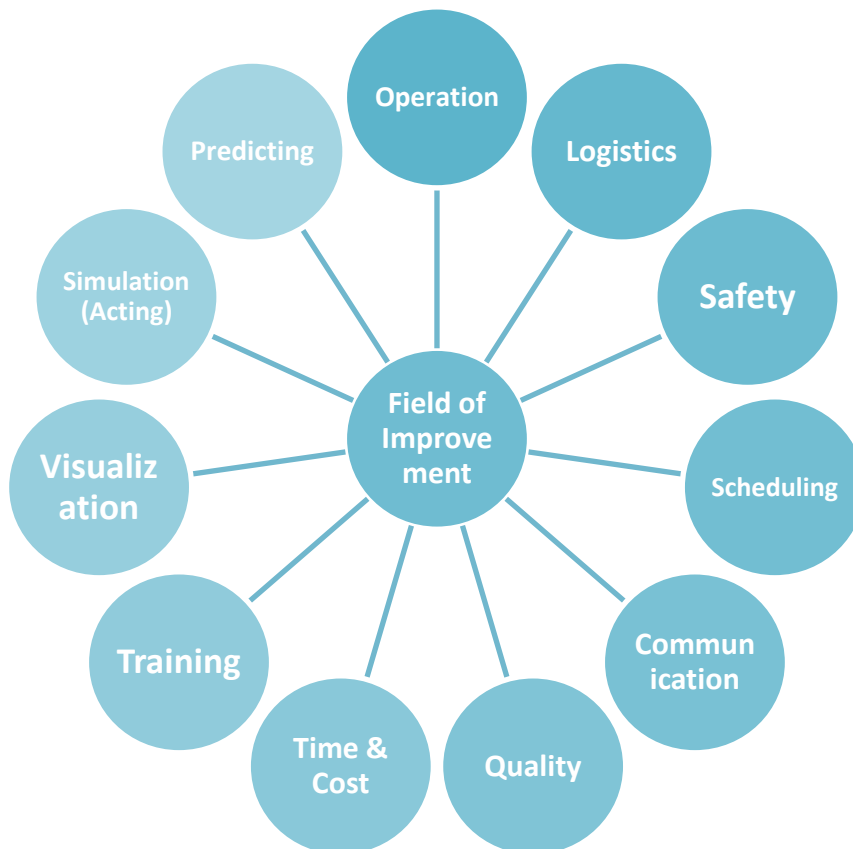 Operation
Logistics
Safety
Scheduling
Commun
ication
Quality
Time &
Cost
Training
Visualiz
ation
Simulation
(Acting)
Predicting
Field of
Improve
ment